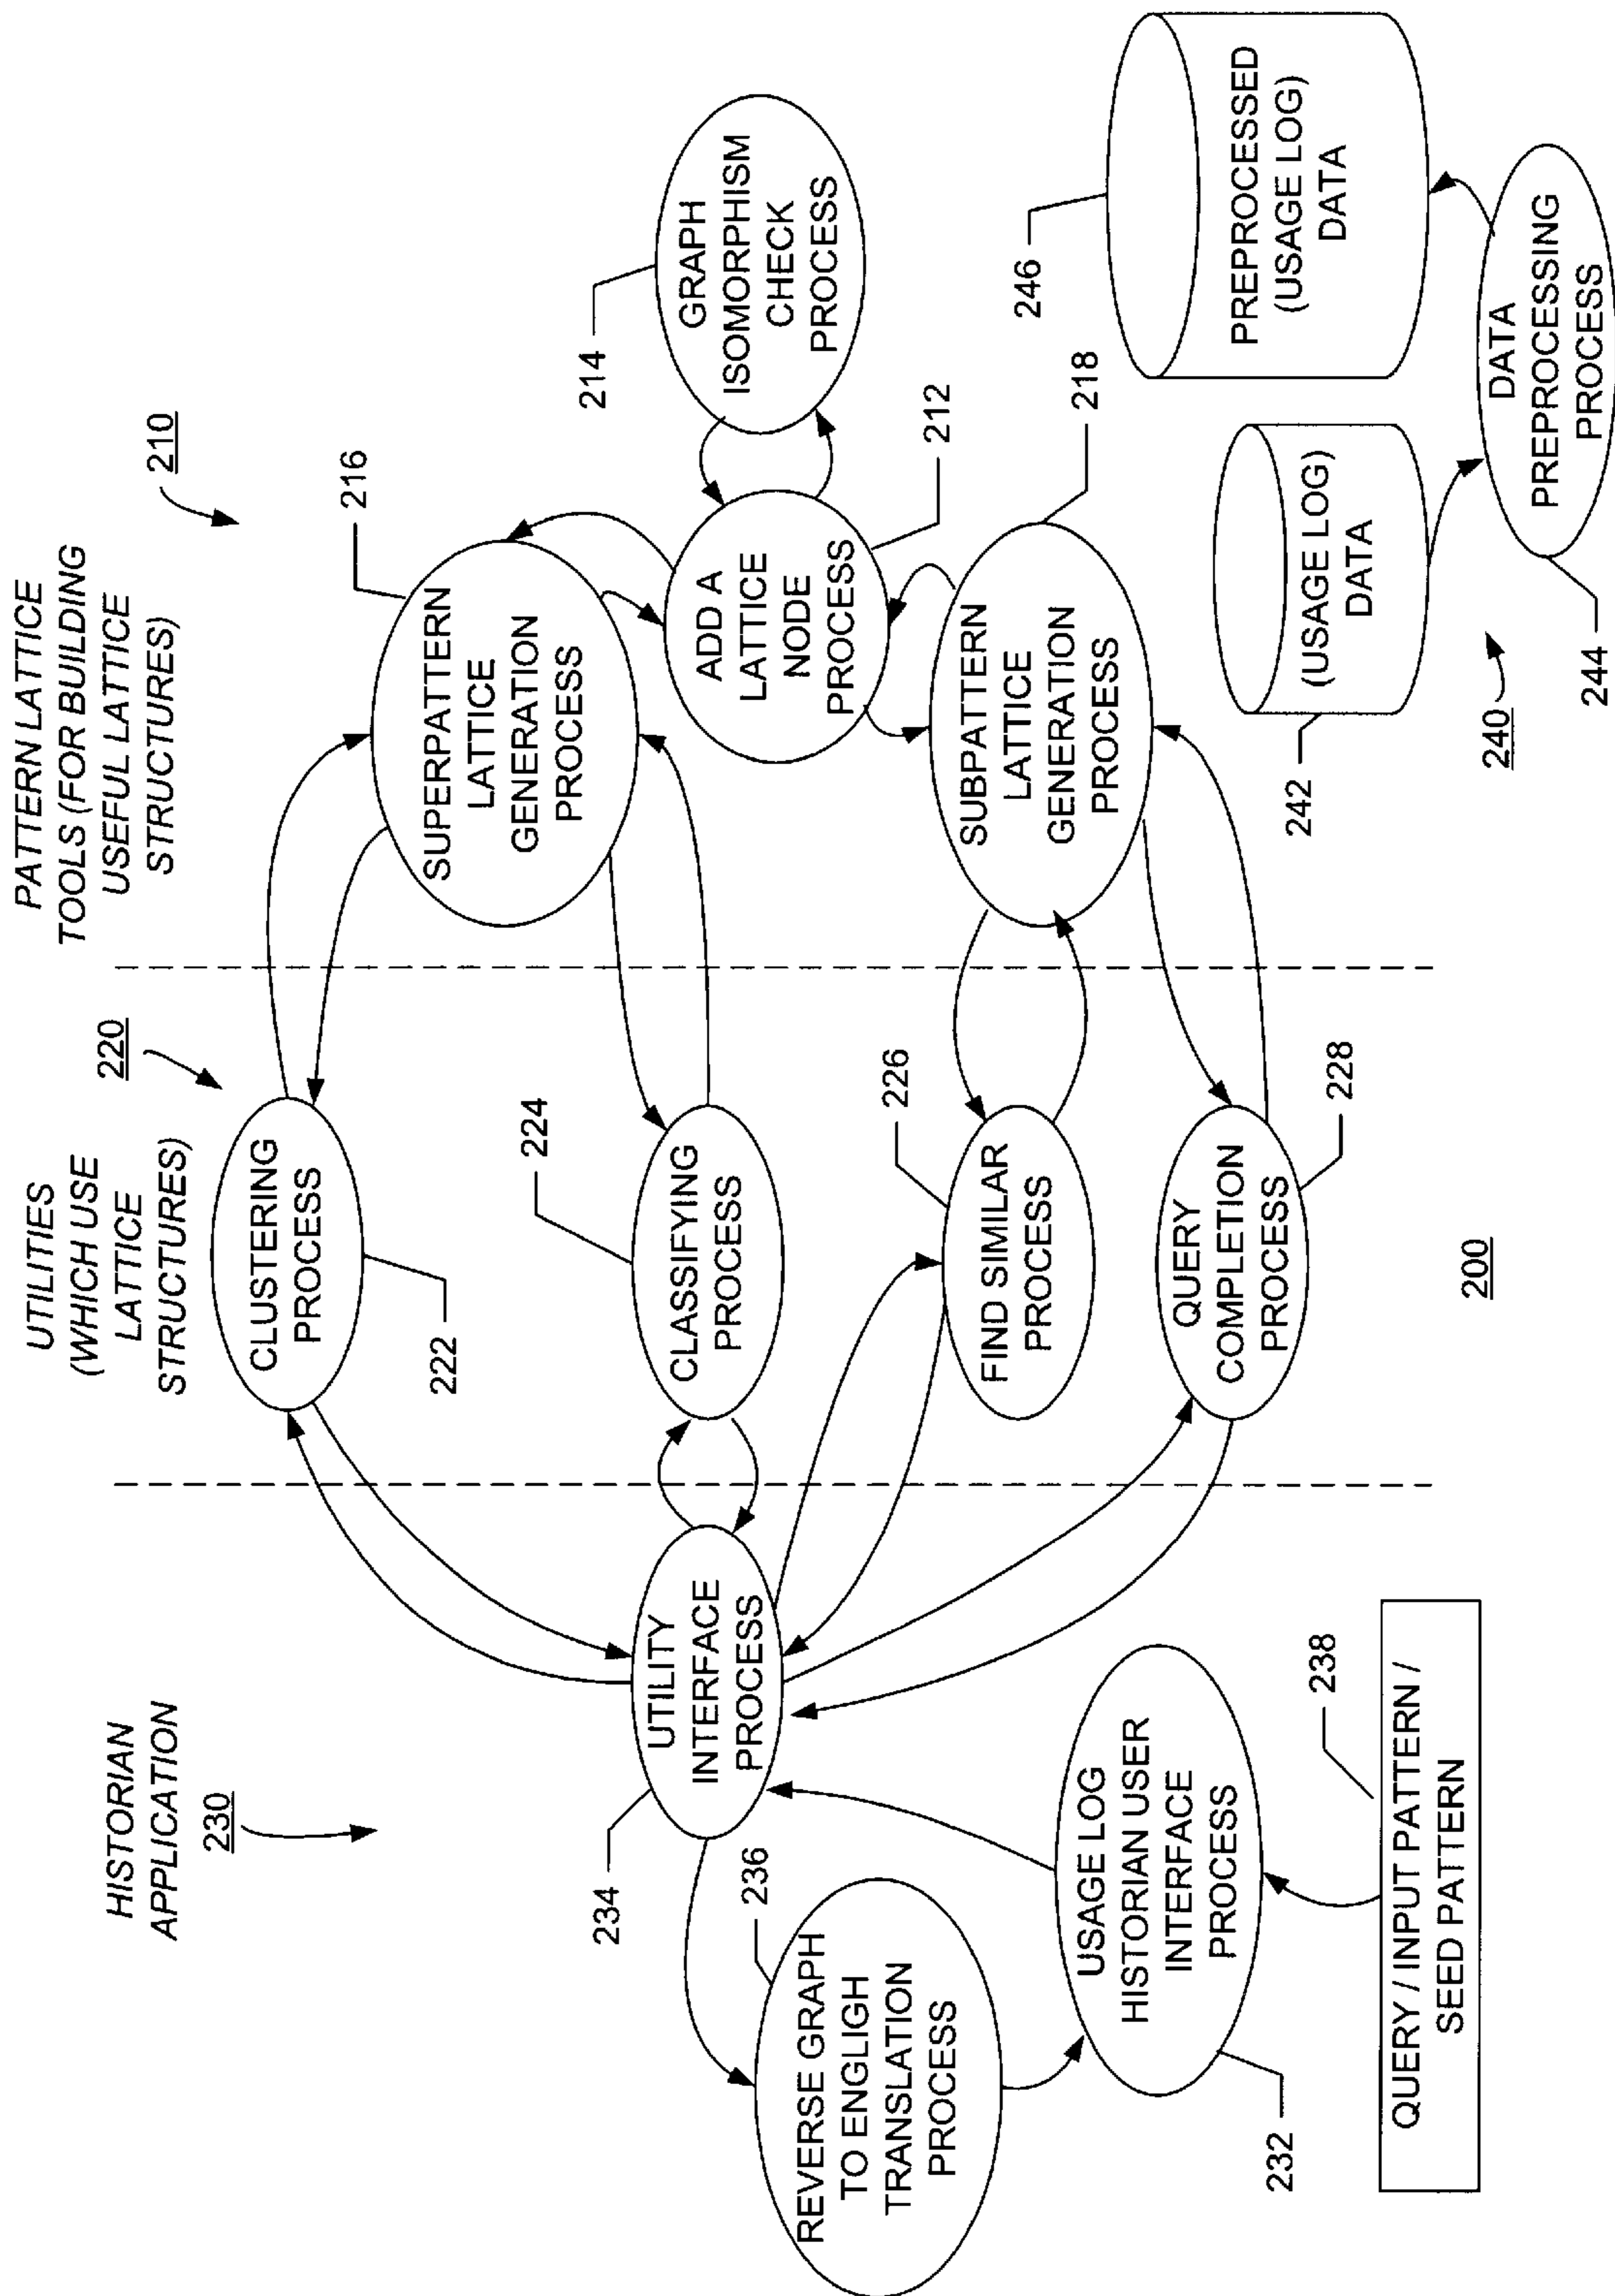 HISTORIAN
APPLICATION
230
UTILITIES
(WHICH USE
LATTICE
STRUCTURES)
220
PATTERN LATTICE
TOOLS (FOR BUILDING
USEFUL LATTICE
STRUCTURES)
210
CLUSTERING
PROCESS
222
SUPERPATTERN
LATTICE
GENERATION
PROCESS
216
GRAPH
ISOMORPHISM
CHECK
PROCESS
214
UTILITY
INTERFACE
PROCESS
234
CLASSIFYING
PROCESS
224
ADD A
LATTICE
NODE
PROCESS
212
REVERSE GRAPH
TO ENGLIGH
TRANSLATION
PROCESS
236
FIND SIMILAR
PROCESS
226
SUBPATTERN
LATTICE
GENERATION
PROCESS
218
USAGE LOG
HISTORIAN USER
INTERFACE
PROCESS
232
QUERY
COMPLETION
PROCESS
228
PREPROCESSED
(USAGE LOG)
DATA
246
(USAGE LOG)
DATA
242
QUERY / INPUT PATTERN /
SEED PATTERN
238
200
240
DATA
PREPROCESSING
PROCESS
244